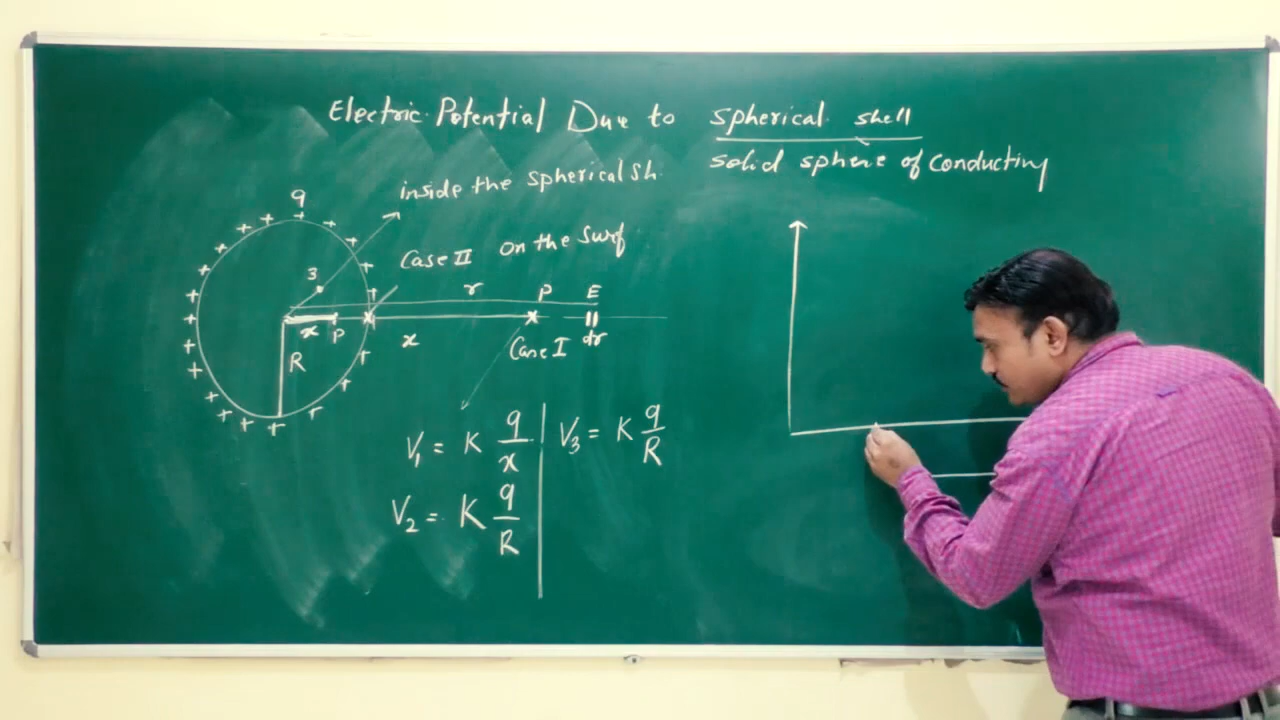 Electric Potential Due to spherical shell
solid sphere of conducting
inside the spherical sh.
q
Case II on the surf
3
r P E
x P
R
x
Case I dr
V₁ = K q/x
V₃ = K q/R
V₂ = K q/R